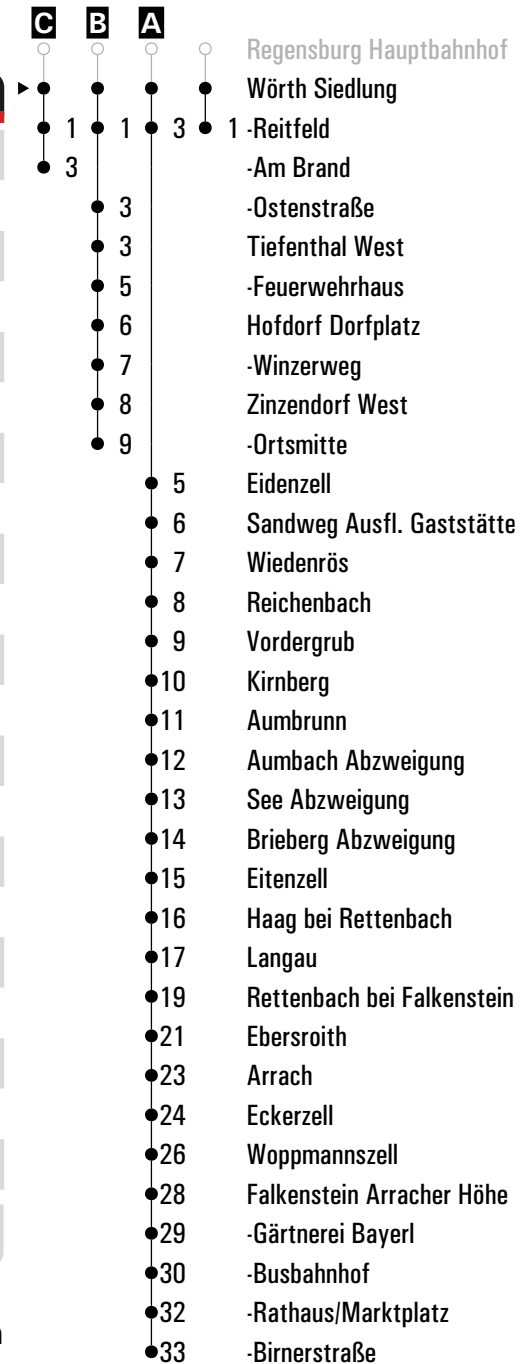 C B A
Regensburg Hauptbahnhof
Wörth Siedlung
1 1 3 1 -Reitfeld
3 -Am Brand
3 -Ostenstraße
3 Tiefenthal West
5 -Feuerwehrhaus
6 Hofdorf Dorfplatz
7 -Winzerweg
8 Zinzendorf West
9 -Ortsmitte
5 Eidenzell
6 Sandweg Ausfl. Gaststätte
7 Wiedenrös
8 Reichenbach
9 Vordergrub
10 Kirnberg
11 Aumbrunn
12 Aumbach Abzweigung
13 See Abzweigung
14 Brieberg Abzweigung
15 Eitenzell
16 Haag bei Rettenbach
17 Langau
19 Rettenbach bei Falkenstein
21 Ebersroith
23 Arrach
24 Eckerzell
26 Woppmannszell
28 Falkenstein Arracher Höhe
29 -Gärtnerei Bayerl
30 -Busbahnhof
32 -Rathaus/Marktplatz
33 -Birnerstraße